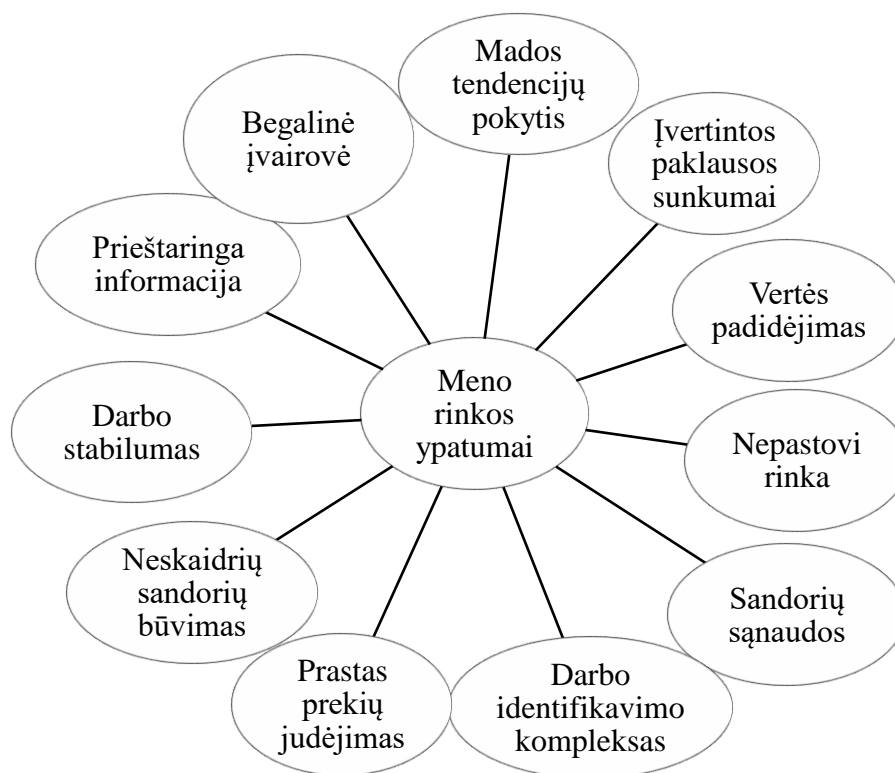 Mados
tendencijų
pokytis
Įvertintos
paklausos
sunkumai
Vertės
padidėjimas
Nepastovi
rinka
Sandorių
sąnaudos
Darbo
identifikavimo
kompleksas
Prastas
prekių
judėjimas
Neskaidrių
sandorių
būvimas
Darbo
stabilumas
Prieštaringa
informacija
Begalinė
įvairovė
Meno
rinkos
ypatumai